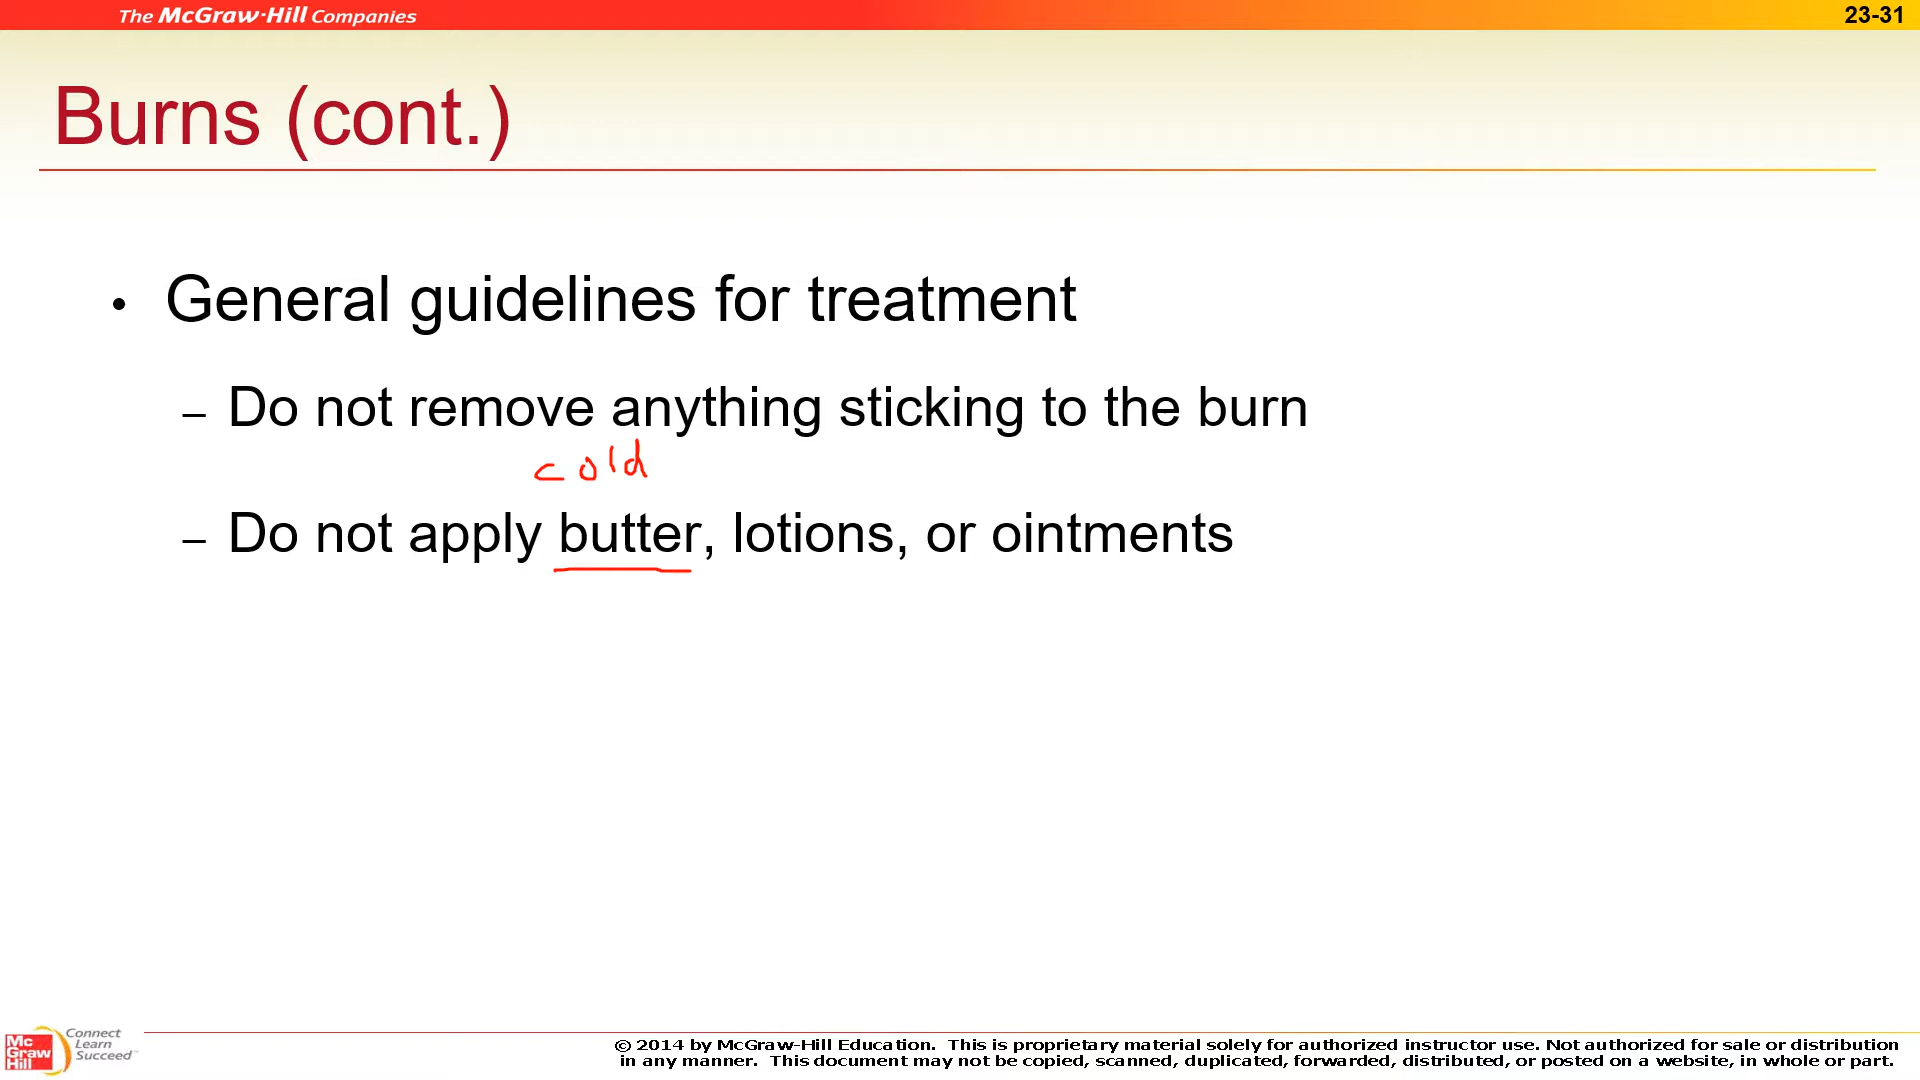 The McGraw-Hill Companies
23-31
Burns (cont.)
• General guidelines for treatment
– Do not remove anything sticking to the burn
cold
– Do not apply butter, lotions, or ointments
Mc
Graw
Hill
Connect
Learn
Succeed™
© 2014 by McGraw-Hill Education. This is proprietary material solely for authorized instructor use. Not authorized for sale or distribution
in any manner. This document may not be copied, scanned, duplicated, forwarded, distributed, or posted on a website, in whole or part.